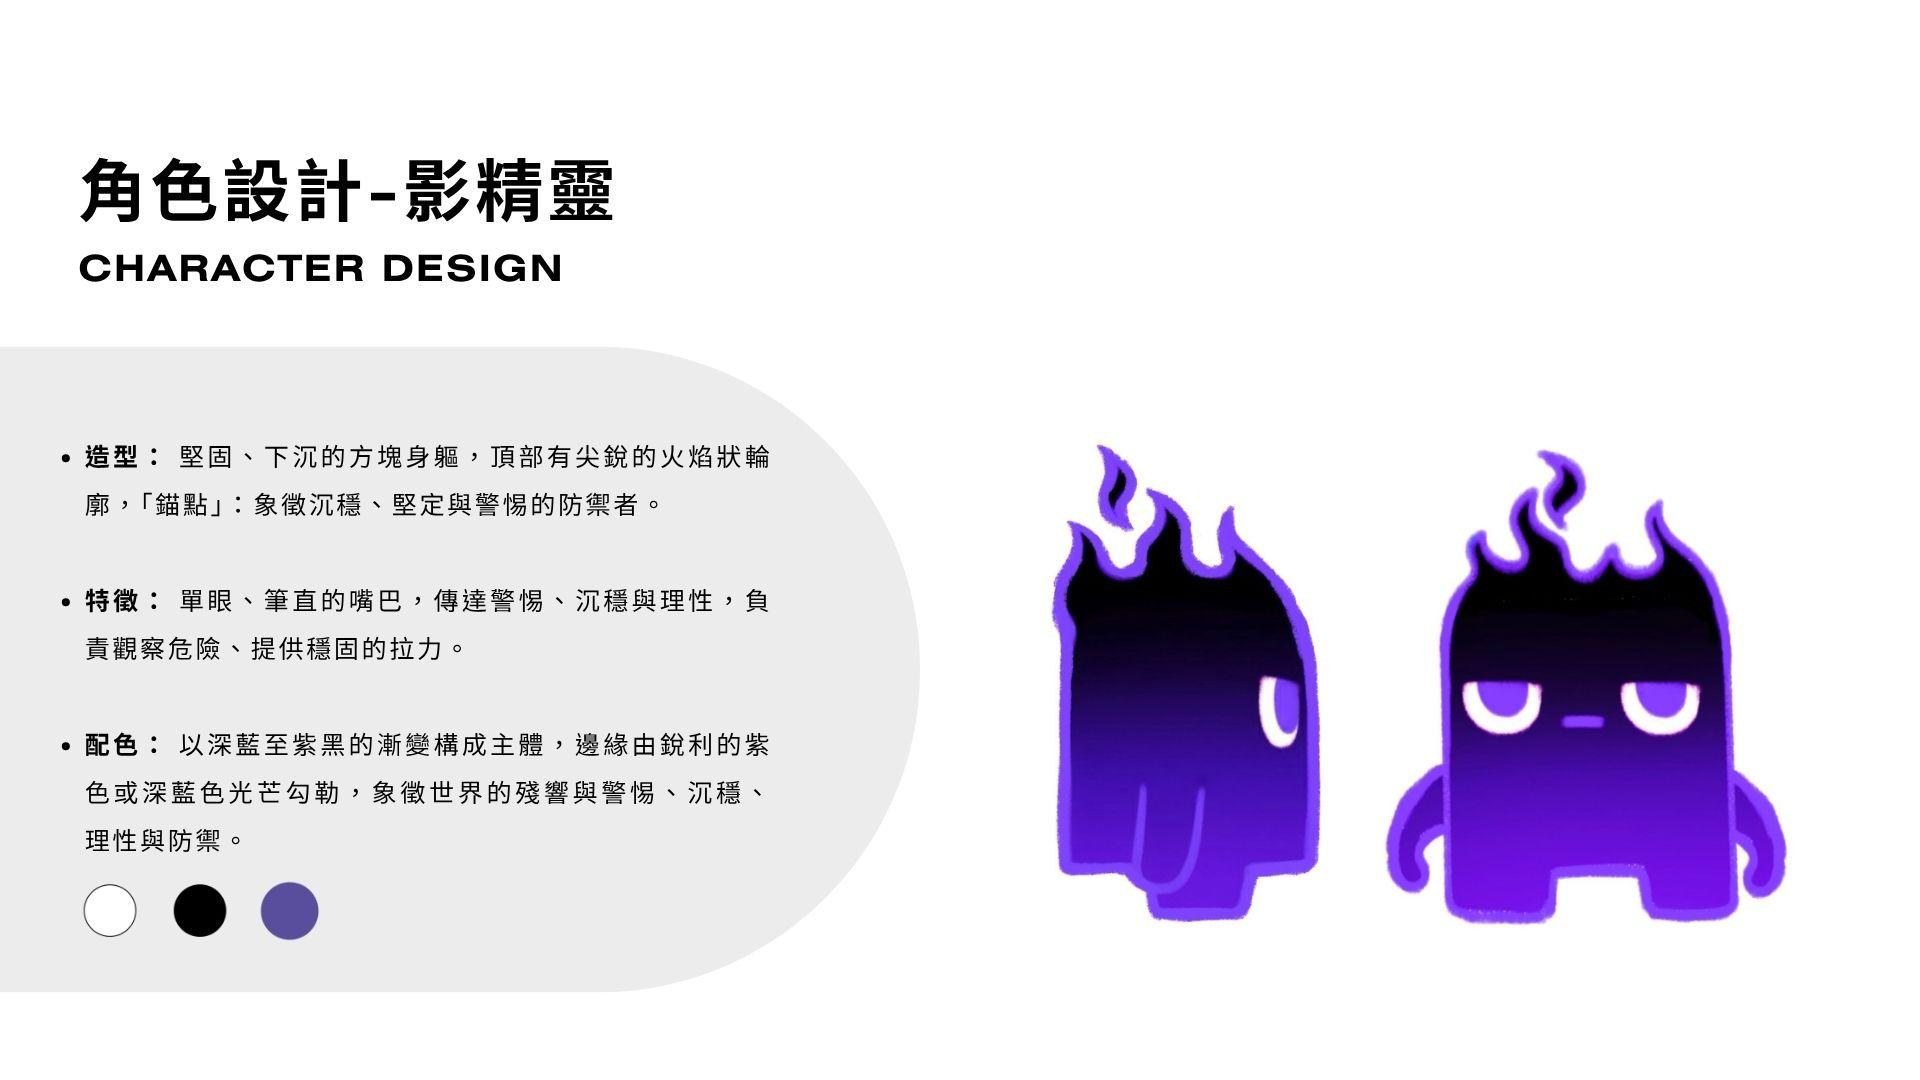 角色設計-影精靈
CHARACTER DESIGN
• 造型： 堅固、下沉的方塊身軀，頂部有尖銳的火焰狀輪
廓，「錨點」：象徵沉穩、堅定與警惕的防禦者。
• 特徵： 單眼、筆直的嘴巴，傳達警惕、沉穩與理性，負
責觀察危險、提供穩固的拉力。
• 配色： 以深藍至紫黑的漸變構成主體，邊緣由銳利的紫
色或深藍色光芒勾勒，象徵世界的殘響與警惕、沉穩、
理性與防禦。